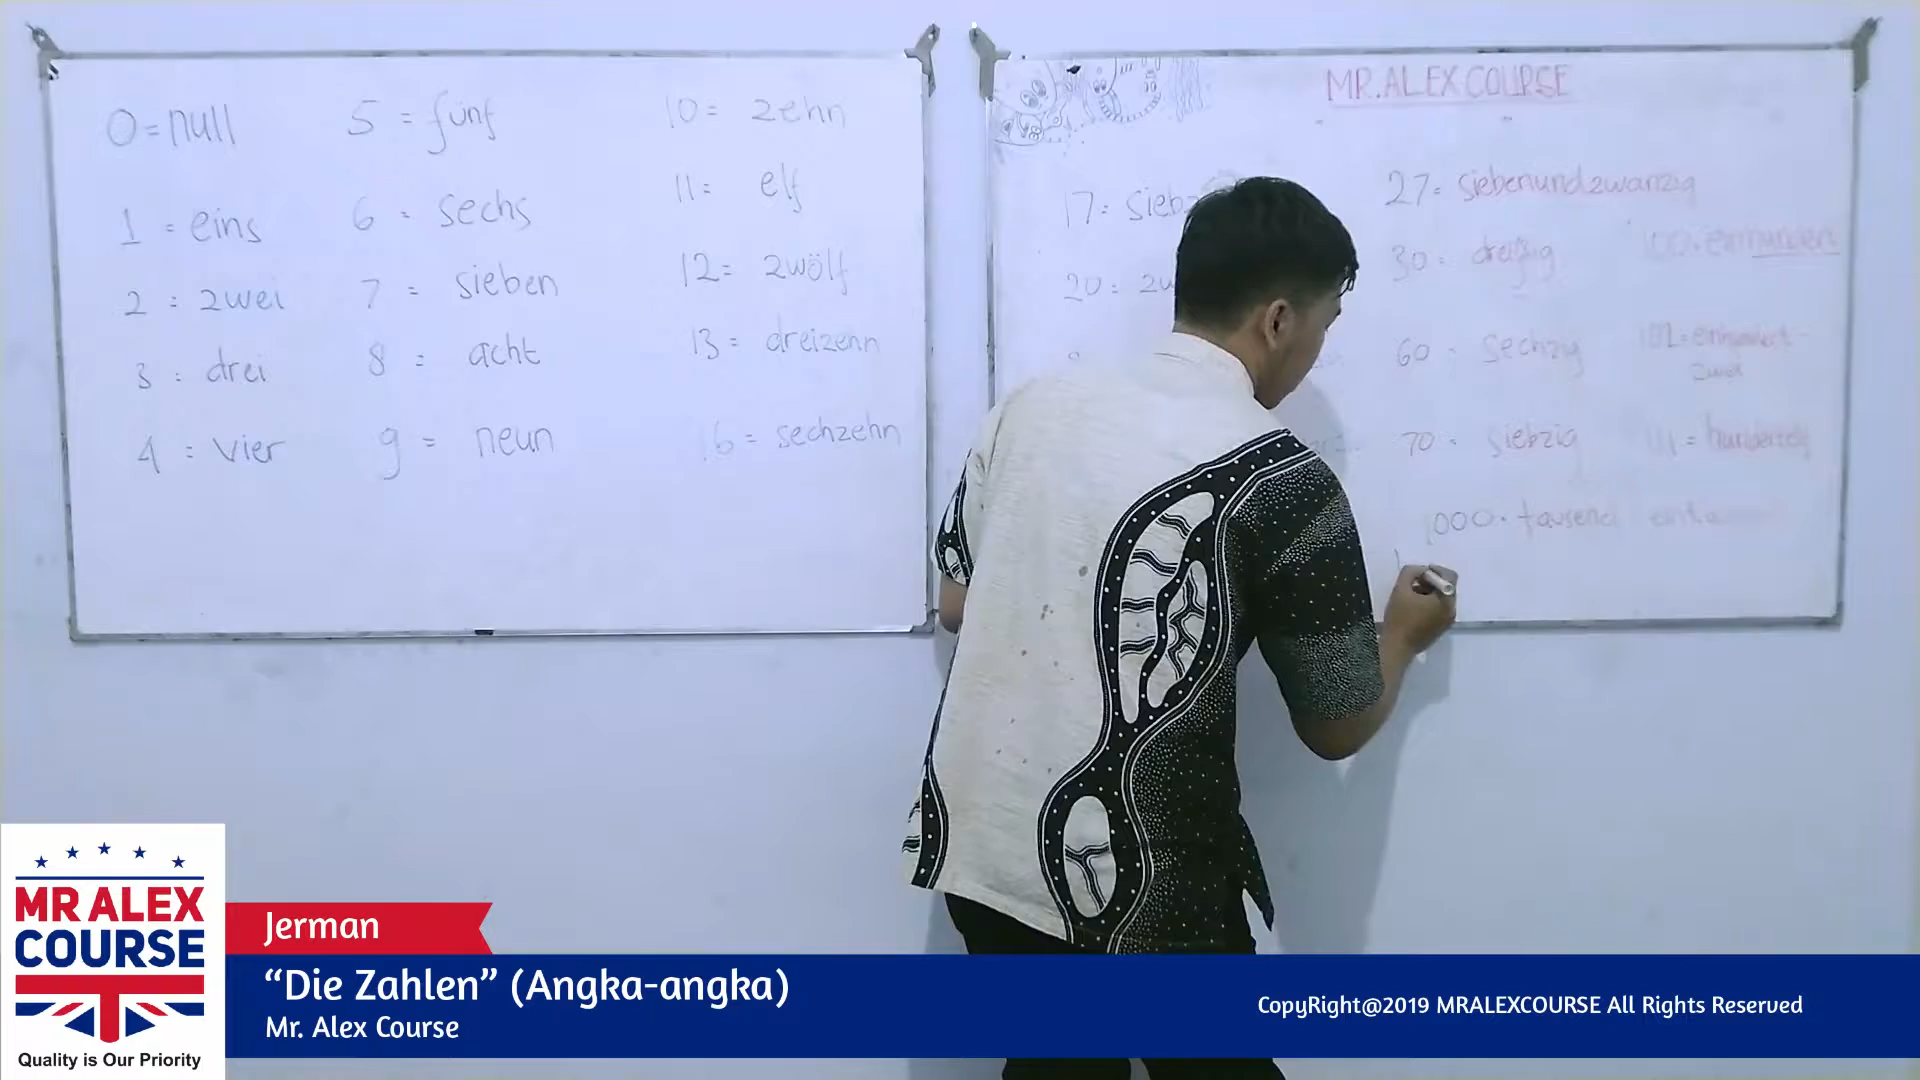 0 = null
1 = eins
2 = zwei
3 = drei
4 = vier
5 = fünf
6 = sechs
7 = sieben
8 = acht
9 = neun
10 = zehn
11 = elf
12 = zwölf
13 = dreizehn
16 = sechzehn
MR. ALEX COURSE
17 =
20 =
27 = siebenundzwanzig
30 = dreißig
60 = sechzig
70 = siebzig
1000 = tausend
MR ALEX
COURSE
Quality is Our Priority
Jerman
“Die Zahlen” (Angka-angka)
Mr. Alex Course
CopyRight@2019 MRALEXCOURSE All Rights Reserved